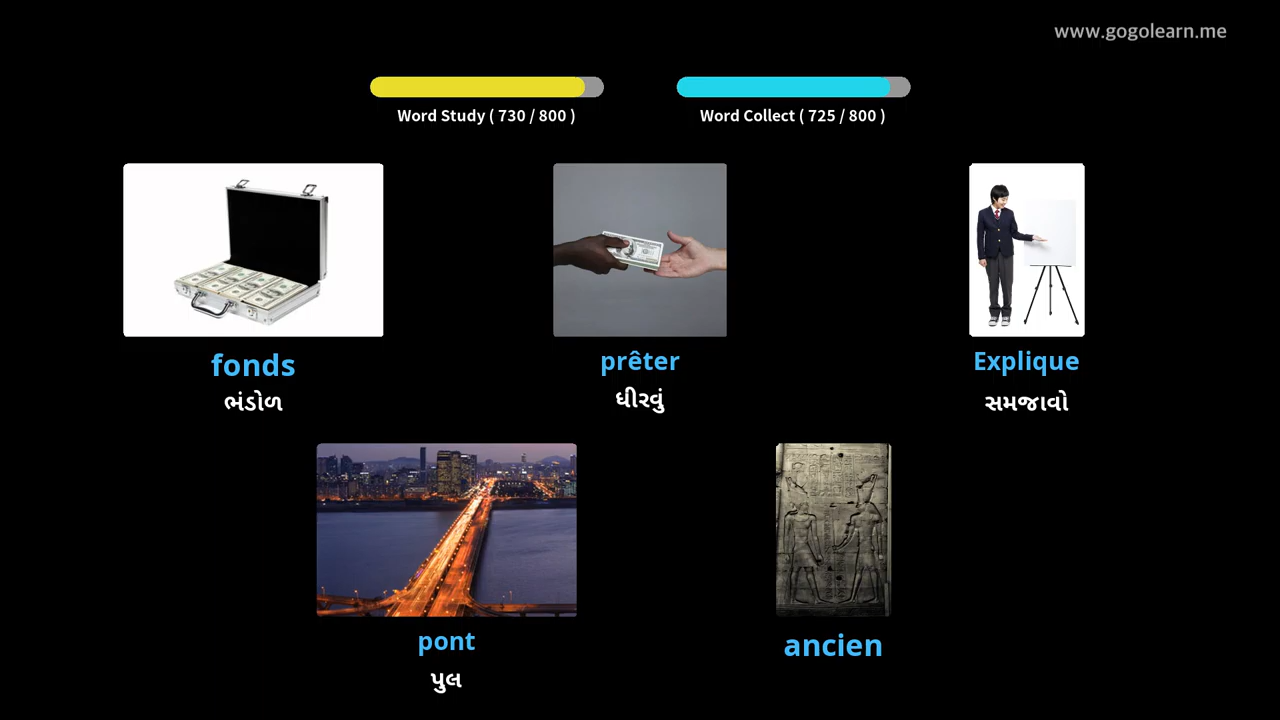 www.gogolearn.me
Word Study ( 730 / 800 )
Word Collect ( 725 / 800 )
fonds
ભંડોળ
prêter
ધીરવું
Explique
સમજાવો
pont
પુલ
ancien